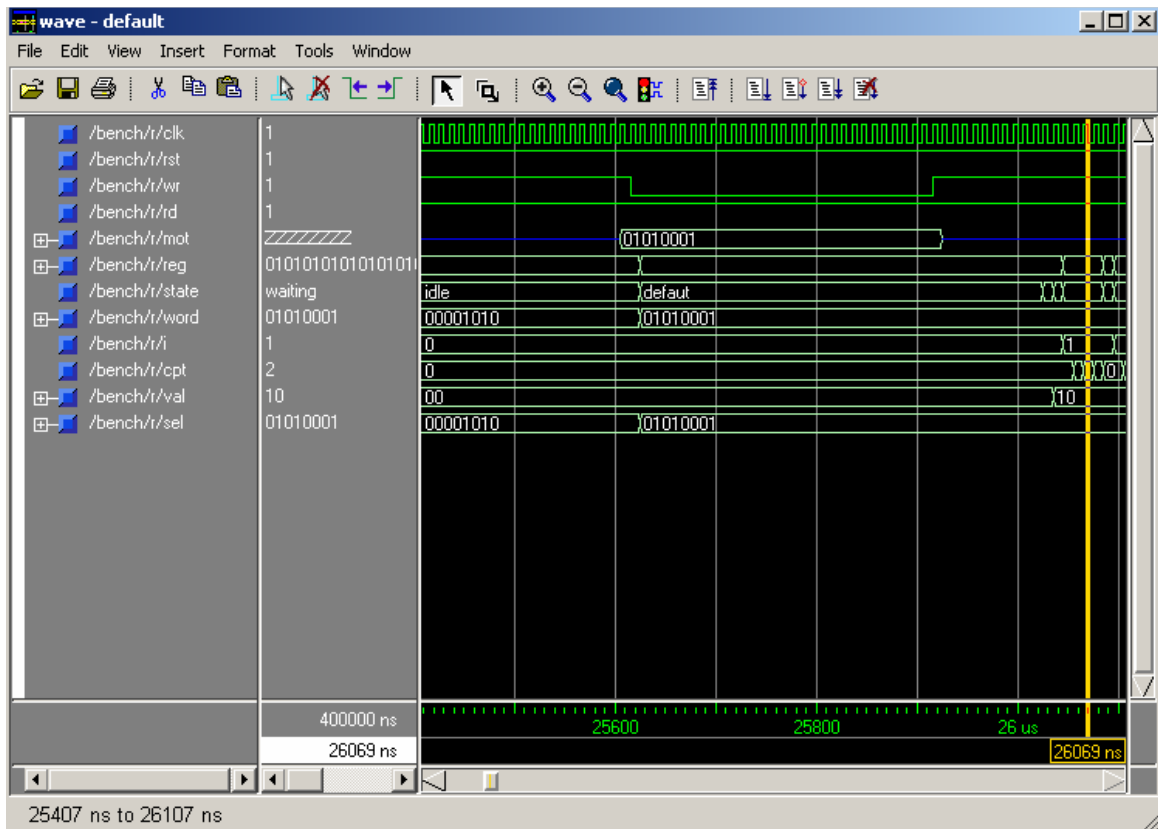 wave - default
File Edit View Insert Format Tools Window
/bench/r/clk 1
/bench/r/rst 1
/bench/r/wr 1
/bench/r/rd 1
/bench/r/mot ZZZZZZZZ 01010001
/bench/r/reg 0101010101010101
/bench/r/state waiting idle defaut
/bench/r/word 01010001 00001010 01010001
/bench/r/i 1 0 1
/bench/r/cpt 2 0 0
/bench/r/val 10 00 10
/bench/r/sel 01010001 00001010 01010001
400000 ns 25600 25800 26 us
26069 ns 26069 ns
25407 ns to 26107 ns